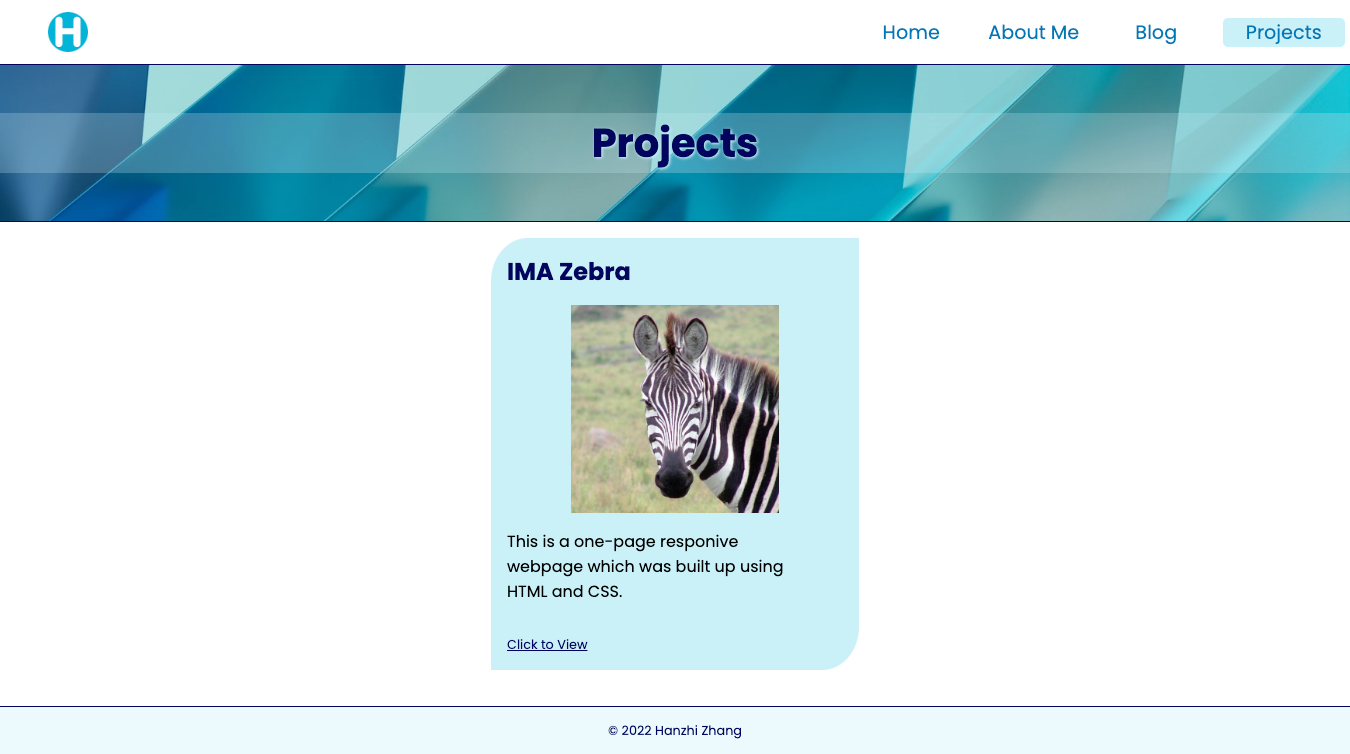 H
Home
About Me
Blog
Projects
Projects
IMA Zebra
This is a one-page responive
webpage which was built up using
HTML and CSS.
Click to View
© 2022 Hanzhi Zhang